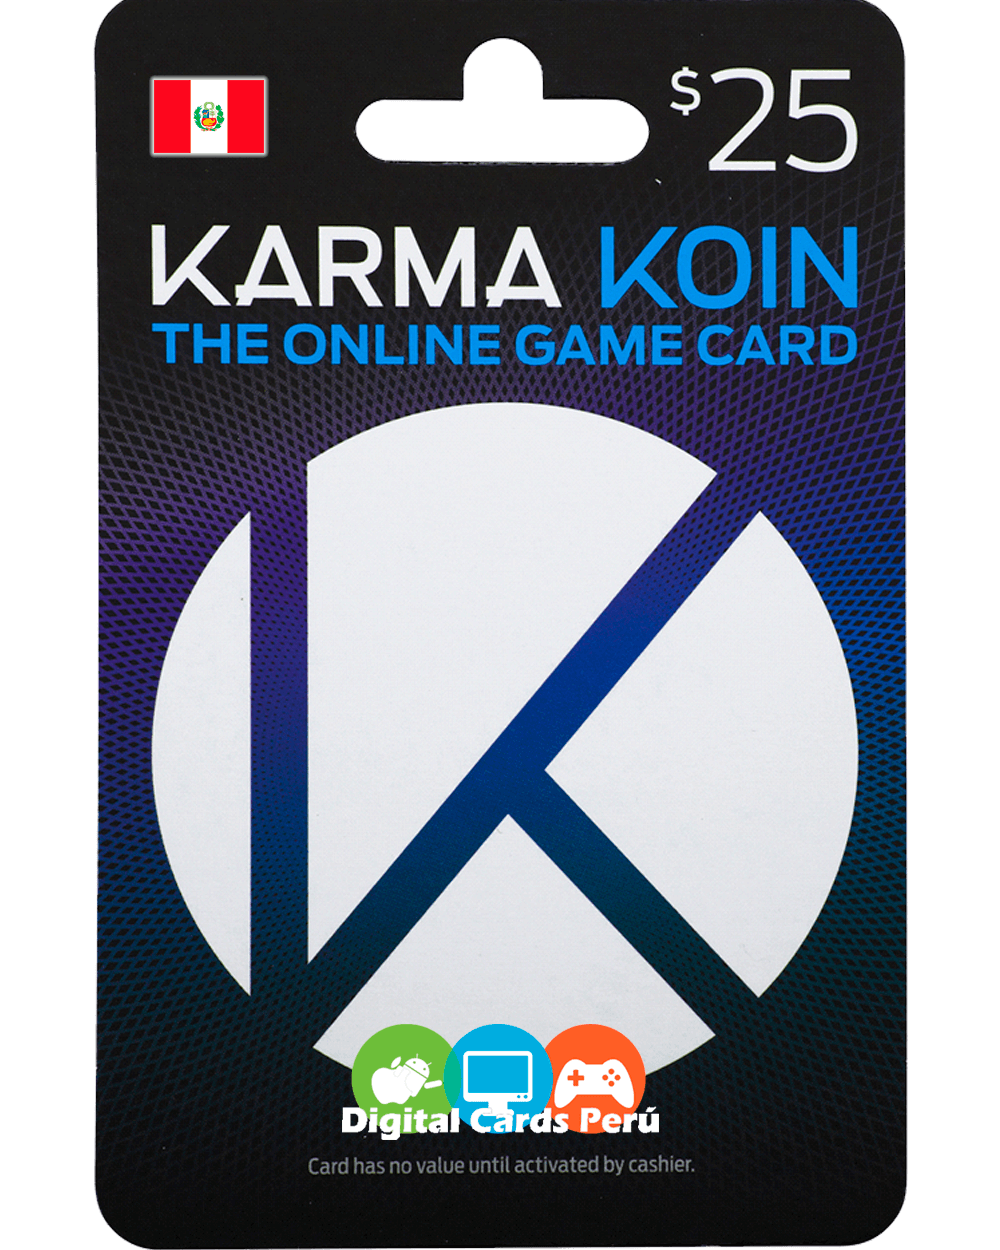 $25
KARMA KOIN
THE ONLINE GAME CARD
Digital Cards Perú
Card has no value until activated by cashier.